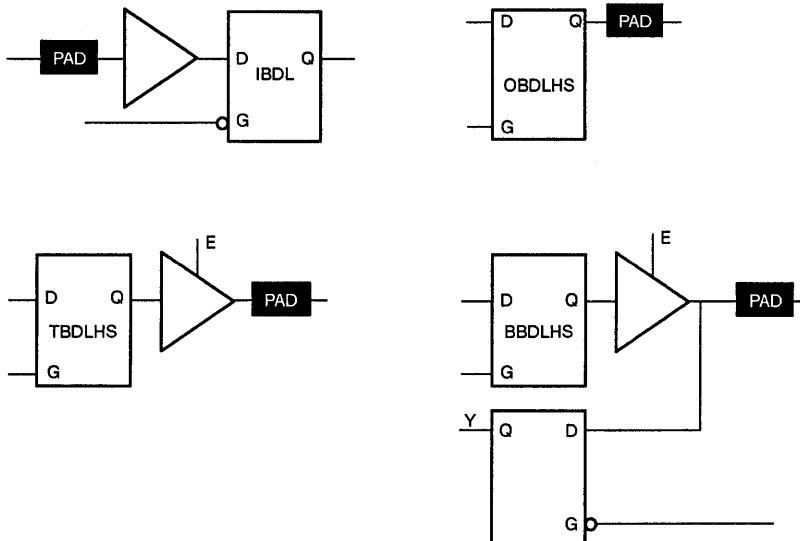 PAD
D Q
IBDL
G
D Q PAD
OBDLHS
G
E
D Q PAD
TBDLHS
G
E
D Q PAD
BBDLHS
G
Y Q D
G